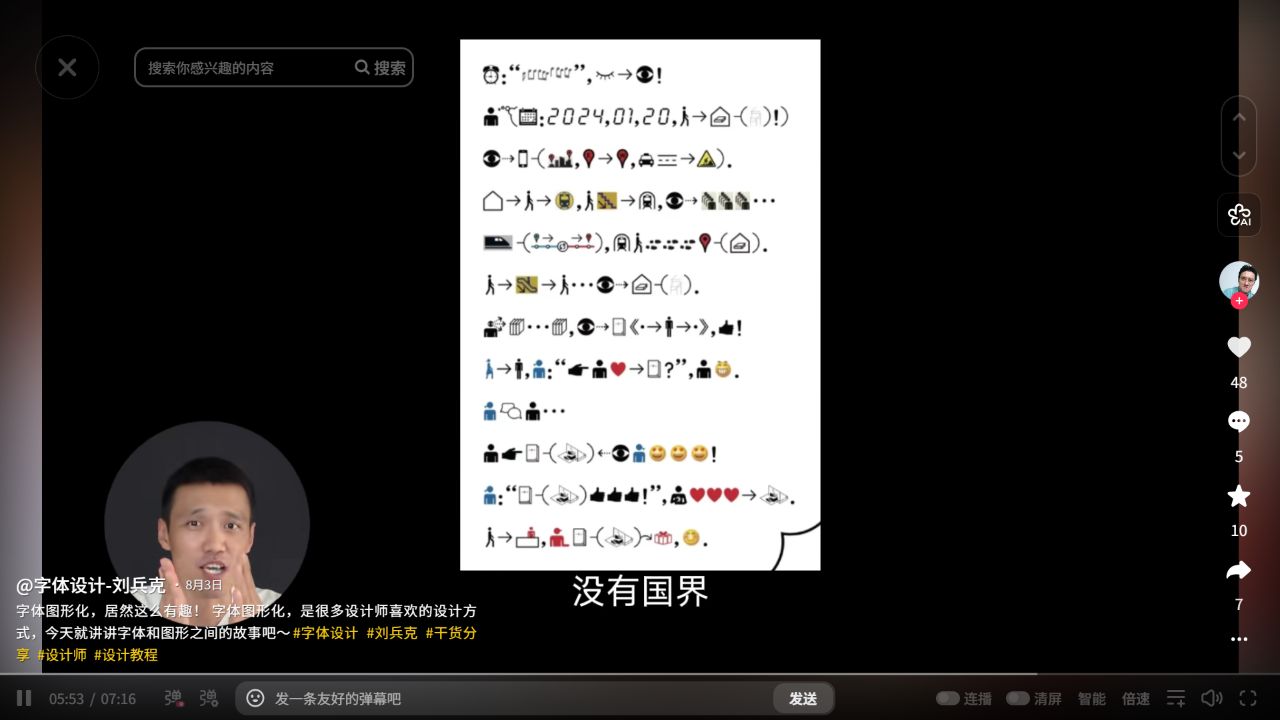 搜索你感兴趣的内容
搜索
2024,01,20,
没有国界
@字体设计-刘兵克 · 8月3日
字体图形化，居然这么有趣！ 字体图形化，是很多设计师喜欢的设计方
式，今天就讲讲字体和图形之间的故事吧～#字体设计 #刘兵克 #干货分
享 #设计师 #设计教程
AI
48
5
10
7
05:53 / 07:16
弹
弹
发一条友好的弹幕吧
发送
连播
清屏
智能
倍速